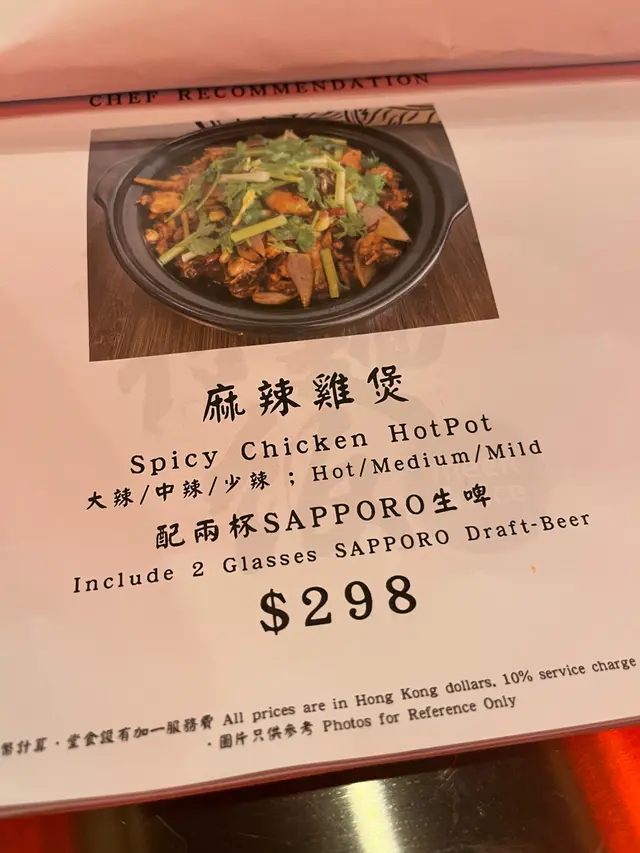 CHEF RECOMMENDATION
麻辣雞煲
Spicy Chicken HotPot
大辣/中辣/少辣 ; Hot/Medium/Mild
配兩杯SAPPORO生啤
Include 2 Glasses SAPPORO Draft-Beer
$298
幣計算，堂食設有加一服務費 All prices are in Hong Kong dollars. 10% service charge
·圖片只供參考 Photos for Reference Only